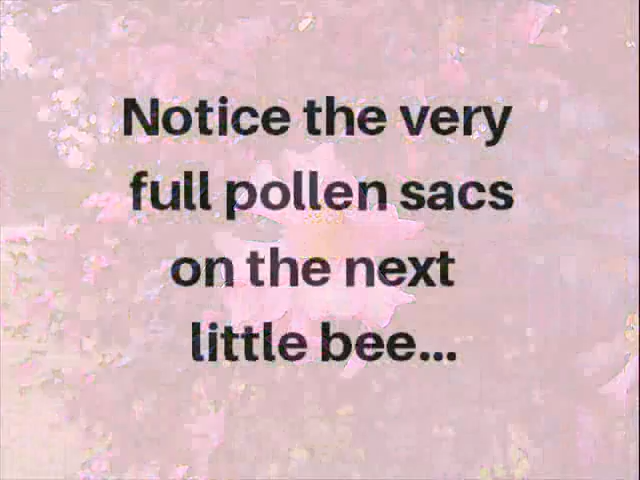 Notice the very
full pollen sacs
on the next
little bee...